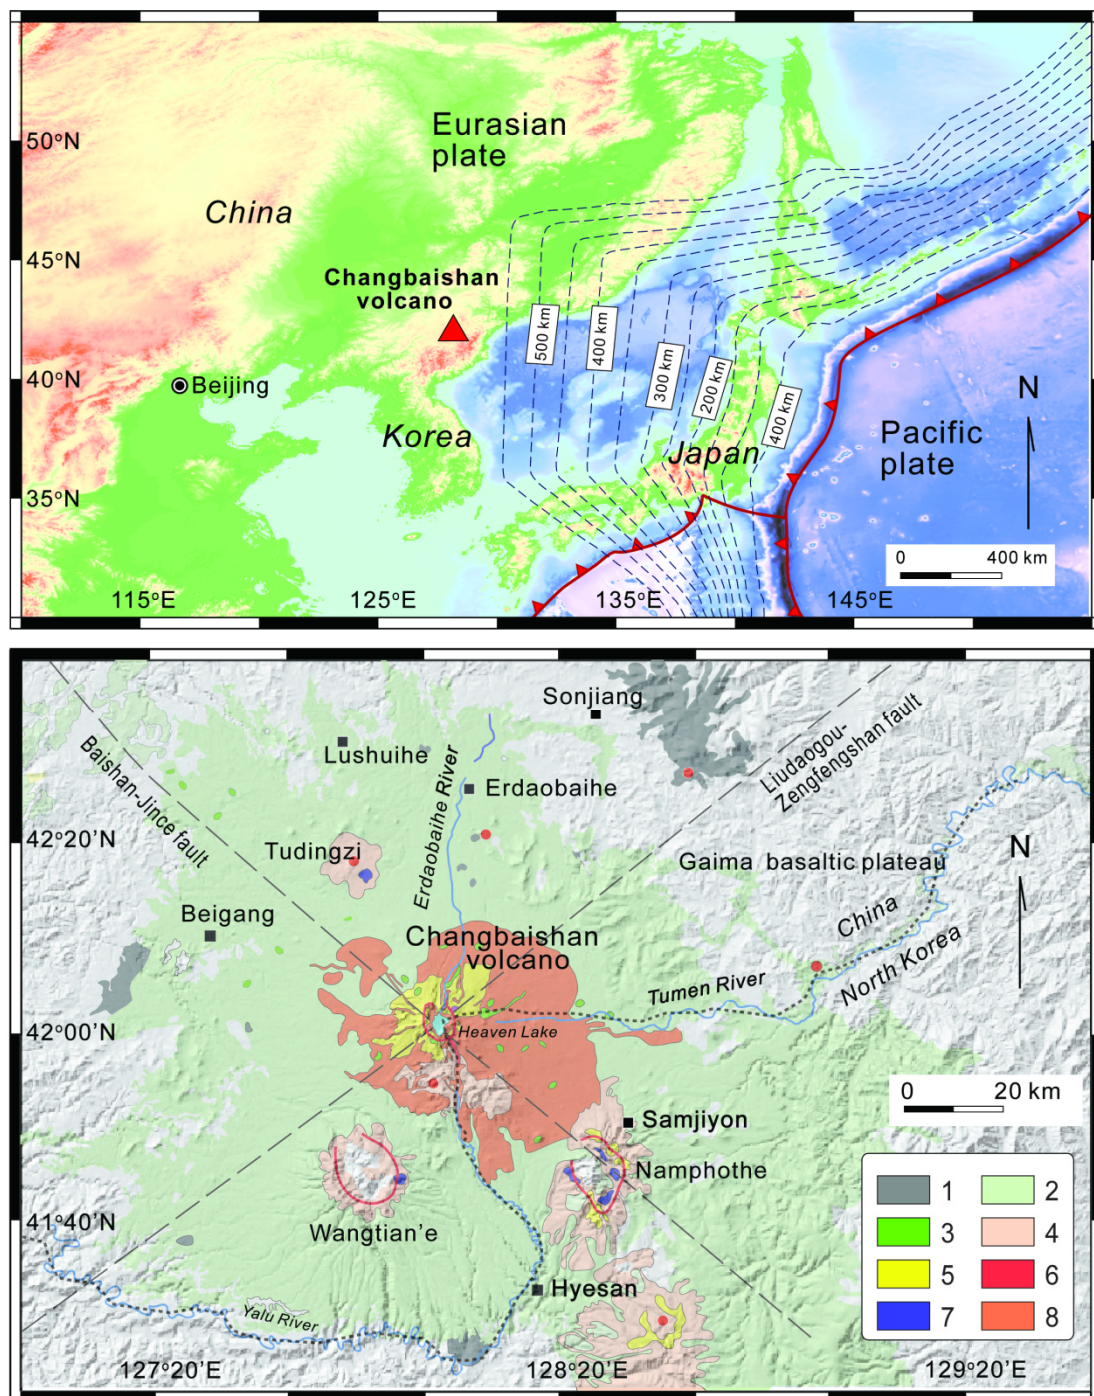 50°N
45°N
40°N
35°N
115°E
125°E
135°E
145°E
Eurasian
plate
China
Changbaishan
volcano
Beijing
Korea
Japan
Pacific
plate
500 km
400 km
300 km
200 km
400 km
N
0 400 km
Sonjiang
Lushuihe
Erdaobaihe
Erdaobaihe River
Baishan-Jince fault
Liudaogou-
Zengfengshan fault
42°20'N
Tudingzi
Gaima basaltic plateau
N
Beigang
Changbaishan
volcano
China
North Korea
Tumen River
42°00'N
Heaven Lake
0 20 km
Samjiyon
Namphothe
41°40'N
Wangtian'e
Hyesan
Yalu River
127°20'E
128°20'E
129°20'E
1 2
3 4
5 6
7 8